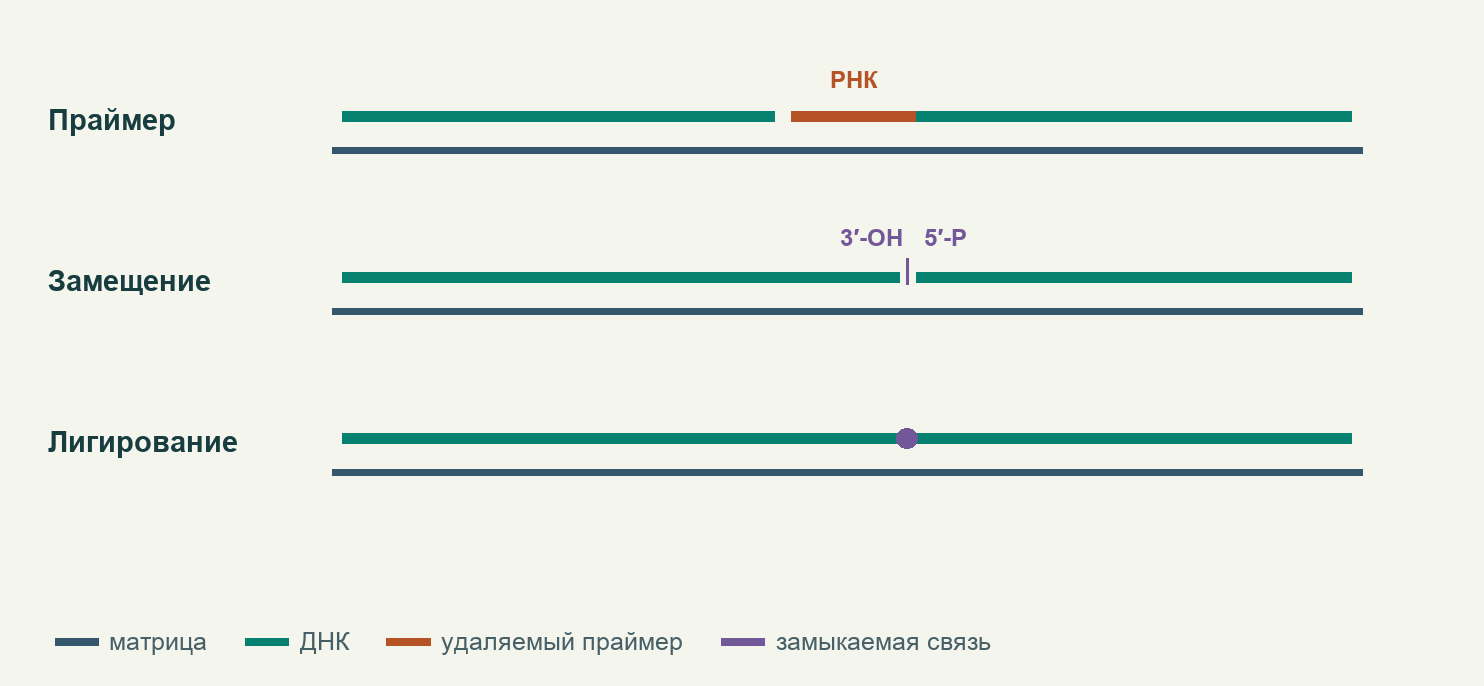 РНК
Праймер
3′-OH 5′-P
Замещение
Лигирование
матрица ДНК удаляемый праймер замыкаемая связь